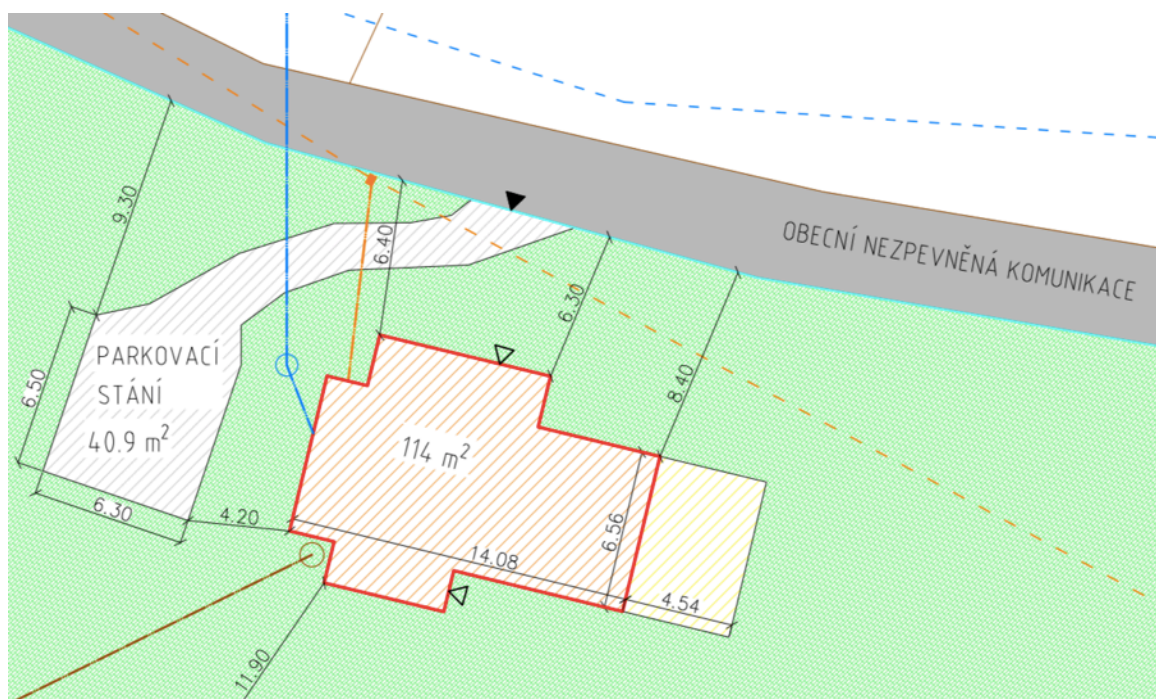 OBECNÍ NEZPEVNĚNÁ KOMUNIKACE
9.30
6.40
6.30
8.40
PARKOVACÍ
STÁNÍ
40.9 m²
6.50
6.30
4.20
114 m²
14.08
6.56
4.54
11.90